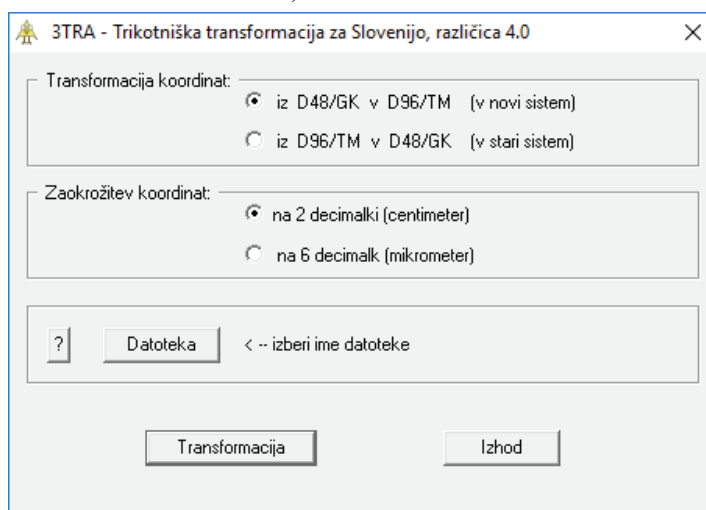 3TRA - Trikotniška transformacija za Slovenijo, različica 4.0
Transformacija koordinat:
iz D48/GK v D96/TM (v novi sistem)
iz D96/TM v D48/GK (v stari sistem)
Zaokrožitev koordinat:
na 2 decimalki (centimeter)
na 6 decimalk (mikrometer)
? Datoteka < -- izberi ime datoteke
Transformacija Izhod